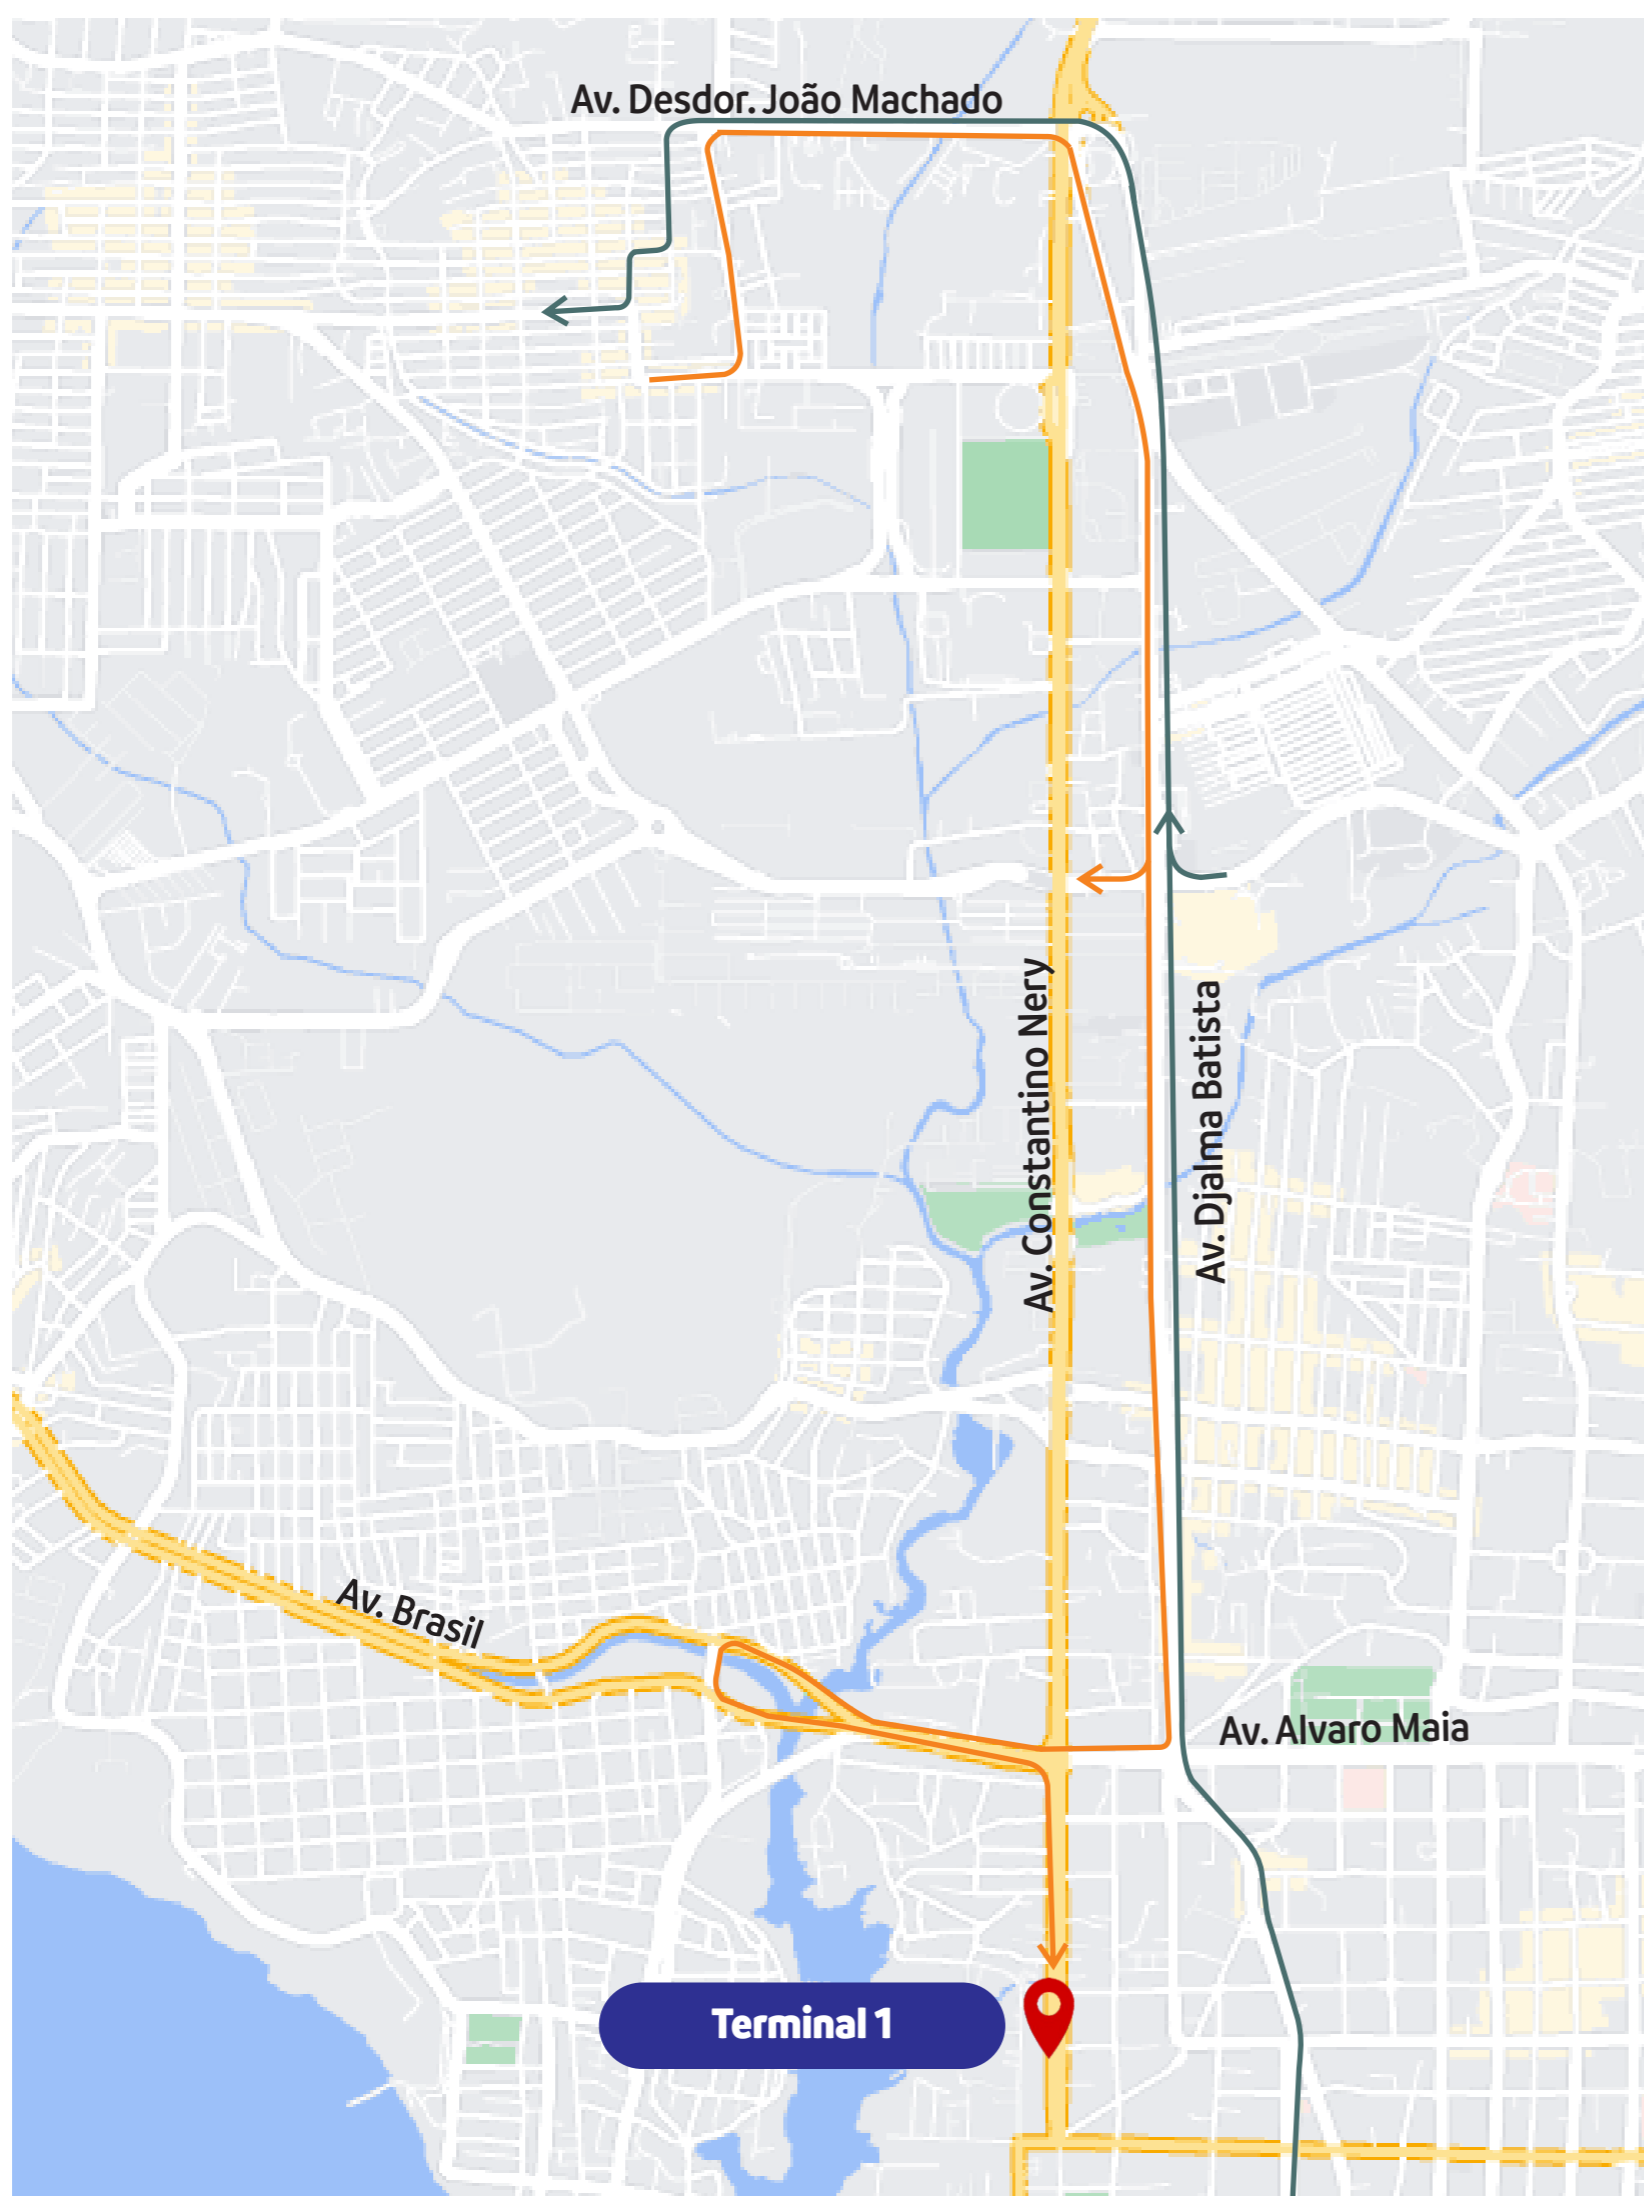 Av. Desdor. João Machado
Av. Constantino Nery
Av. Djalma Batista
Av. Brasil
Av. Alvaro Maia
Terminal 1